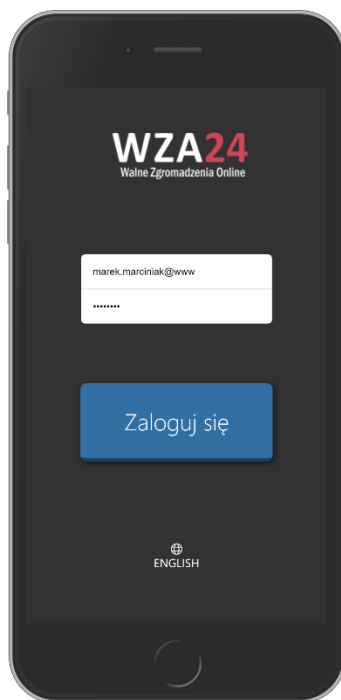 WZA24
Walne Zgromadzenia Online
marek.marciniak@www
••••••••
Zaloguj się
ENGLISH